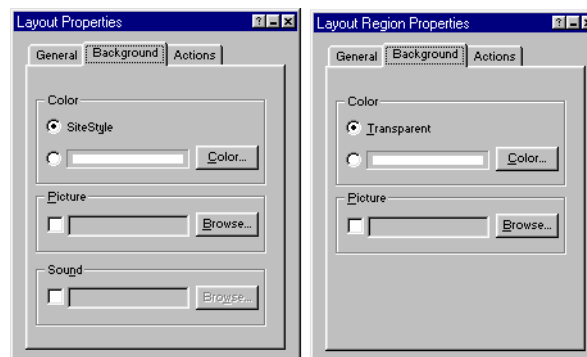 Layout Properties
General Background Actions
Color
SiteStyle
Color...
Picture
Browse...
Sound
Browse...
Layout Region Properties
General Background Actions
Color
Transparent
Color...
Picture
Browse...